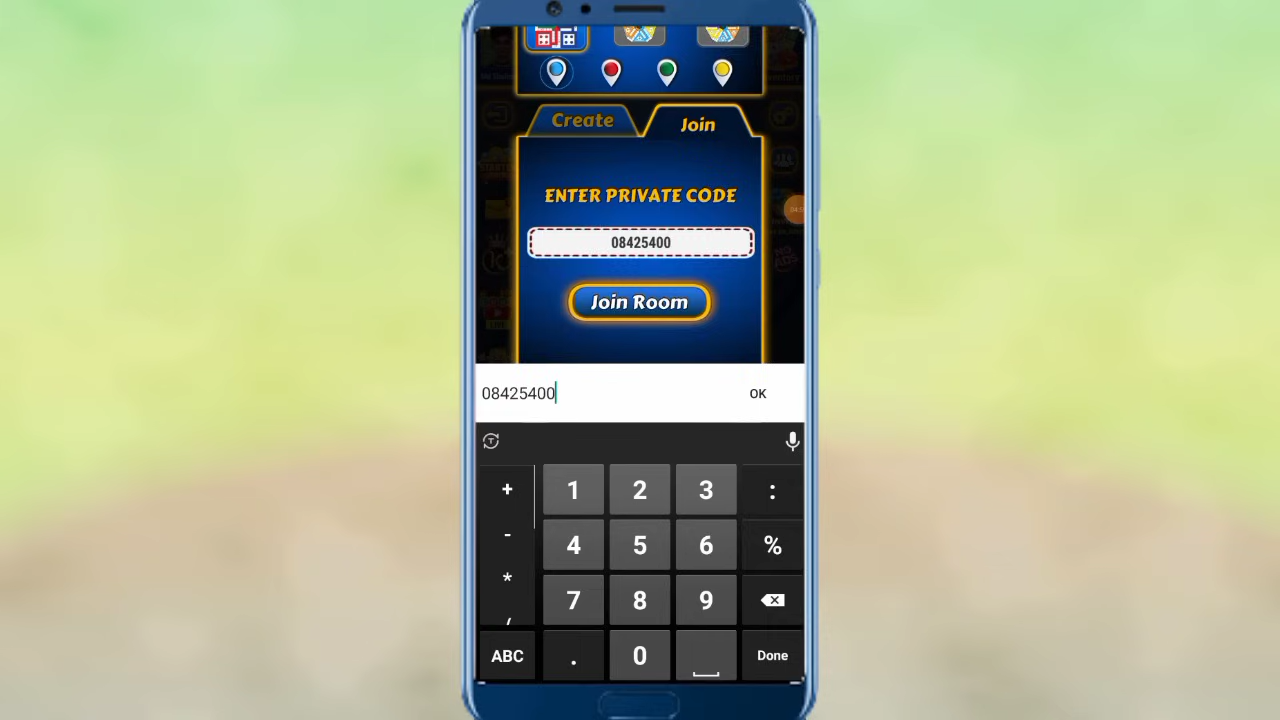 Create
Join
ENTER PRIVATE CODE
08425400
Join Room
08425400
OK
+ 1 2 3 :
- 4 5 6 %
* 7 8 9
/
ABC . 0 Done